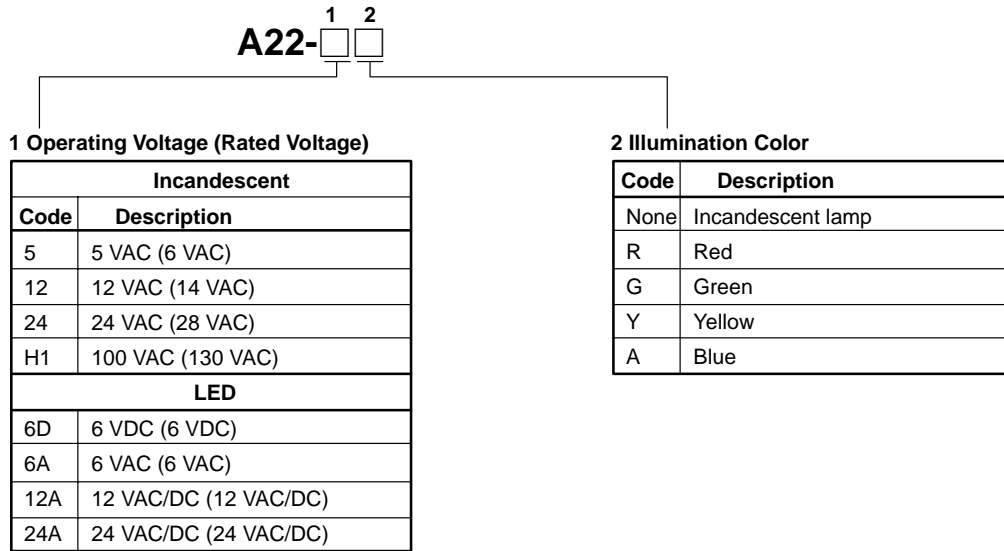 1 2
A22-□□
1 Operating Voltage (Rated Voltage)
Incandescent
Code Description
5 5 VAC (6 VAC)
12 12 VAC (14 VAC)
24 24 VAC (28 VAC)
H1 100 VAC (130 VAC)
LED
6D 6 VDC (6 VDC)
6A 6 VAC (6 VAC)
12A 12 VAC/DC (12 VAC/DC)
24A 24 VAC/DC (24 VAC/DC)
2 Illumination Color
Code Description
None Incandescent lamp
R Red
G Green
Y Yellow
A Blue